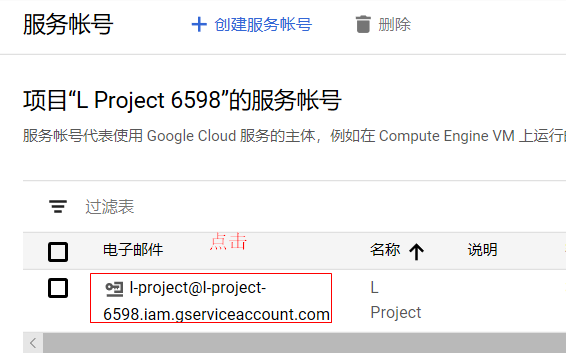 服务帐号
创建服务帐号
删除
项目“L Project 6598”的服务帐号
服务帐号代表使用 Google Cloud 服务的主体，例如在 Compute Engine VM 上运行的
过滤表
点击
电子邮件
名称
说明
l-project@l-project-
6598.iam.gserviceaccount.com
L
Project